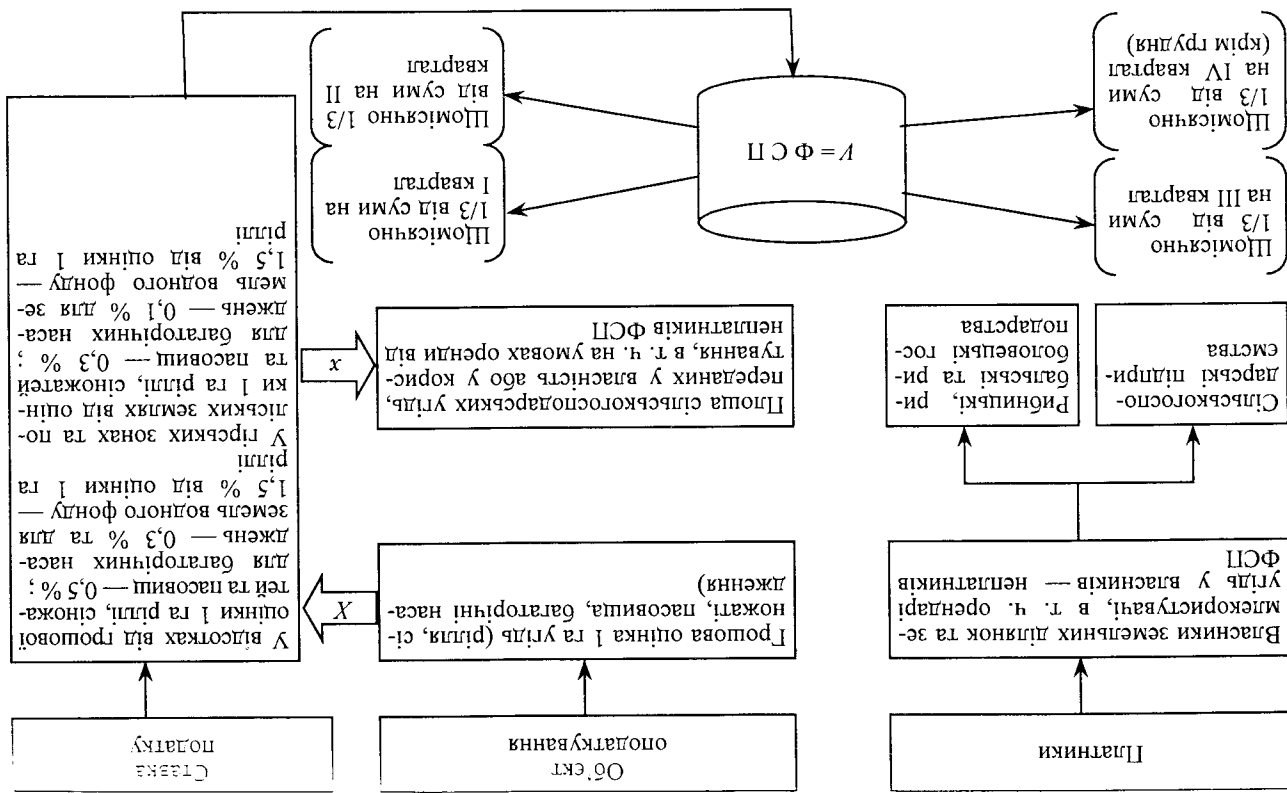 Платники
Об'єкт
оподаткування
Ставка
податку
Власники земельних ділянок та зе-
млекористувачі, в т. ч. орендарі
угідь у власників — неплатників
ФСП
Грошова оцінка 1 га угідь (рілля, сі-
ножаті, пасовища, багаторічні наса-
дження)
X
У відсотках від грошової
оцінки 1 га ріллі, сіножа-
тей та пасовищ — 0,5 %;
для багаторічних наса-
джень — 0,3 % та для
земель водного фонду —
1,5 % від оцінки 1 га
ріллі
У гірських зонах та по-
ліських землях від оцін-
ки 1 га ріллі, сіножатей
та пасовищ — 0,3 % ;
для багаторічних наса-
джень — 0,1 % для зе-
мель водного фонду —
1,5 % від оцінки 1 га
ріллі
Сільськогоспо-
дарські підпри-
ємства
Рибницькі, ри-
бальські та ри-
боловецькі гос-
подарства
Площа сільськогосподарських угідь,
переданих у власність або у корис-
тування, в т. ч. на умовах оренди від
неплатників ФСП
x
Щомісячно
1/3 від суми
на III квартал
Щомісячно
1/3 від суми на
I квартал
V = Ф С П
Щомісячно
1/3 від суми
на IV квартал
(крім грудня)
Щомісячно 1/3
від суми на II
квартал